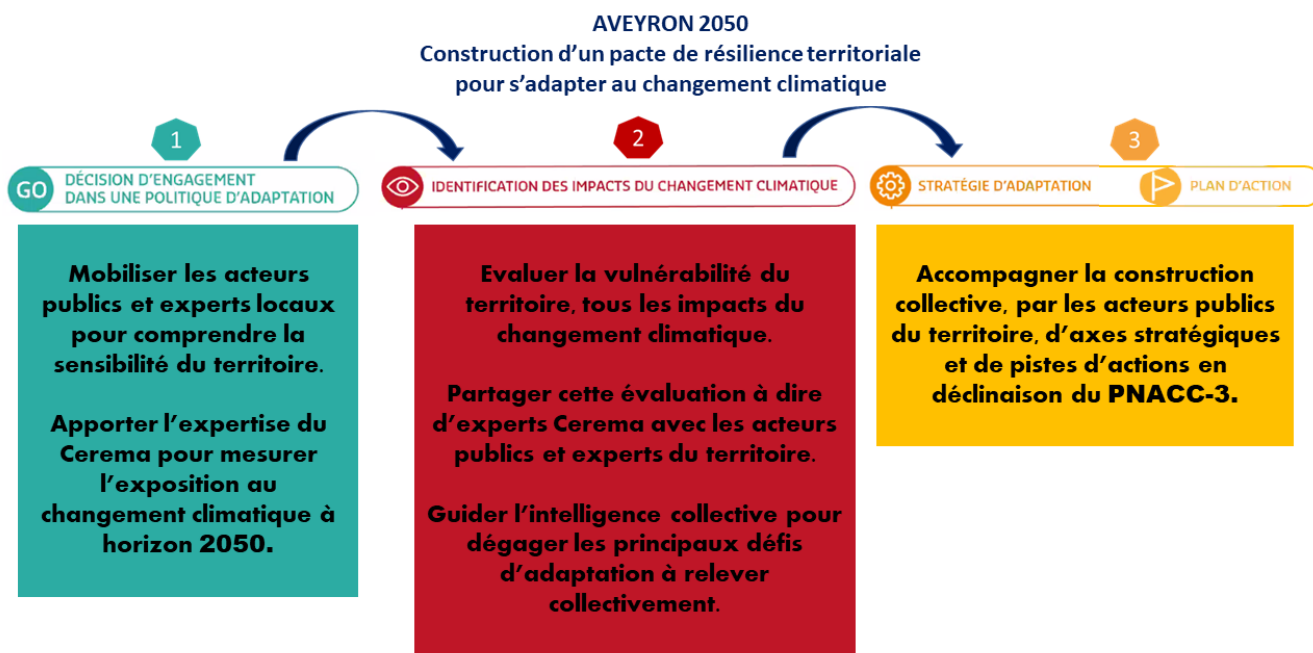 AVEYRON 2050
Construction d’un pacte de résilience territoriale
pour s’adapter au changement climatique
1
GO
DÉCISION D’ENGAGEMENT
DANS UNE POLITIQUE D’ADAPTATION
Mobiliser les acteurs
publics et experts locaux
pour comprendre la
sensibilité du territoire.
Apporter l’expertise du
Cerema pour mesurer
l’exposition au
changement climatique à
horizon 2050.
2
IDENTIFICATION DES IMPACTS DU CHANGEMENT CLIMATIQUE
Evaluer la vulnérabilité du
territoire, tous les impacts du
changement climatique.
Partager cette évaluation à dire
d’experts Cerema avec les acteurs
publics et experts du territoire.
Guider l’intelligence collective pour
dégager les principaux défis
d’adaptation à relever
collectivement.
3
STRATÉGIE D’ADAPTATION
PLAN D’ACTION
Accompagner la construction
collective, par les acteurs publics
du territoire, d’axes stratégiques
et de pistes d’actions en
déclinaison du PNACC-3.